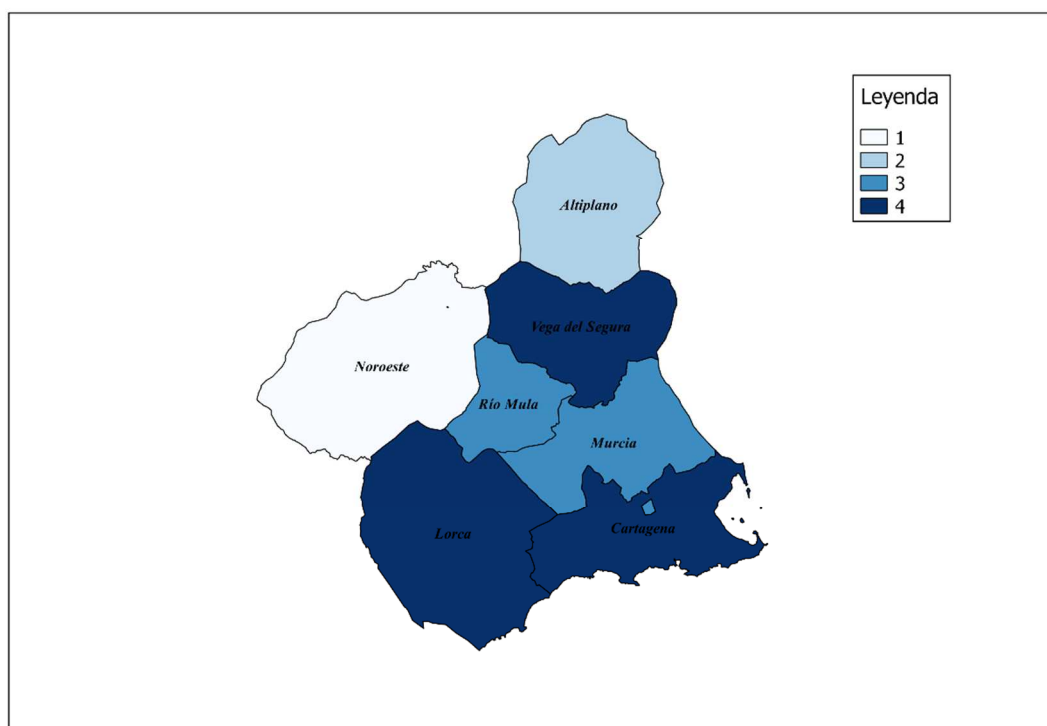 Leyenda
1
2
3
4
Altiplano
Vega del Segura
Noroeste
Río Mula
Murcia
Cartagena
Lorca